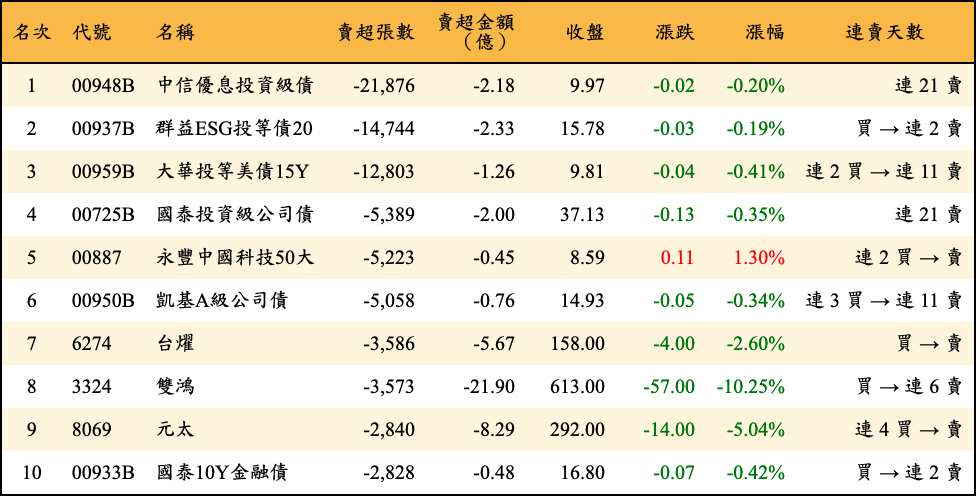 名次 代號 名稱 賣超張數 賣超金額（億） 收盤 漲跌 漲幅 連賣天數
1 00948B 中信優息投資級債 -21,876 -2.18 9.97 -0.02 -0.20% 連 21 賣
2 00937B 群益ESG投等債20 -14,744 -2.33 15.78 -0.03 -0.19% 買 → 連 2 賣
3 00959B 大華投等美債15Y -12,803 -1.26 9.81 -0.04 -0.41% 連 2 買 → 連 11 賣
4 00725B 國泰投資級公司債 -5,389 -2.00 37.13 -0.13 -0.35% 連 21 賣
5 00887 永豐中國科技50大 -5,223 -0.45 8.59 0.11 1.30% 連 2 買 → 賣
6 00950B 凱基A級公司債 -5,058 -0.76 14.93 -0.05 -0.34% 連 3 買 → 連 11 賣
7 6274 台燿 -3,586 -5.67 158.00 -4.00 -2.60% 買 → 賣
8 3324 雙鴻 -3,573 -21.90 613.00 -57.00 -10.25% 買 → 連 6 賣
9 8069 元太 -2,840 -8.29 292.00 -14.00 -5.04% 連 4 買 → 賣
10 00933B 國泰10Y金融債 -2,828 -0.48 16.80 -0.07 -0.42% 買 → 連 2 賣